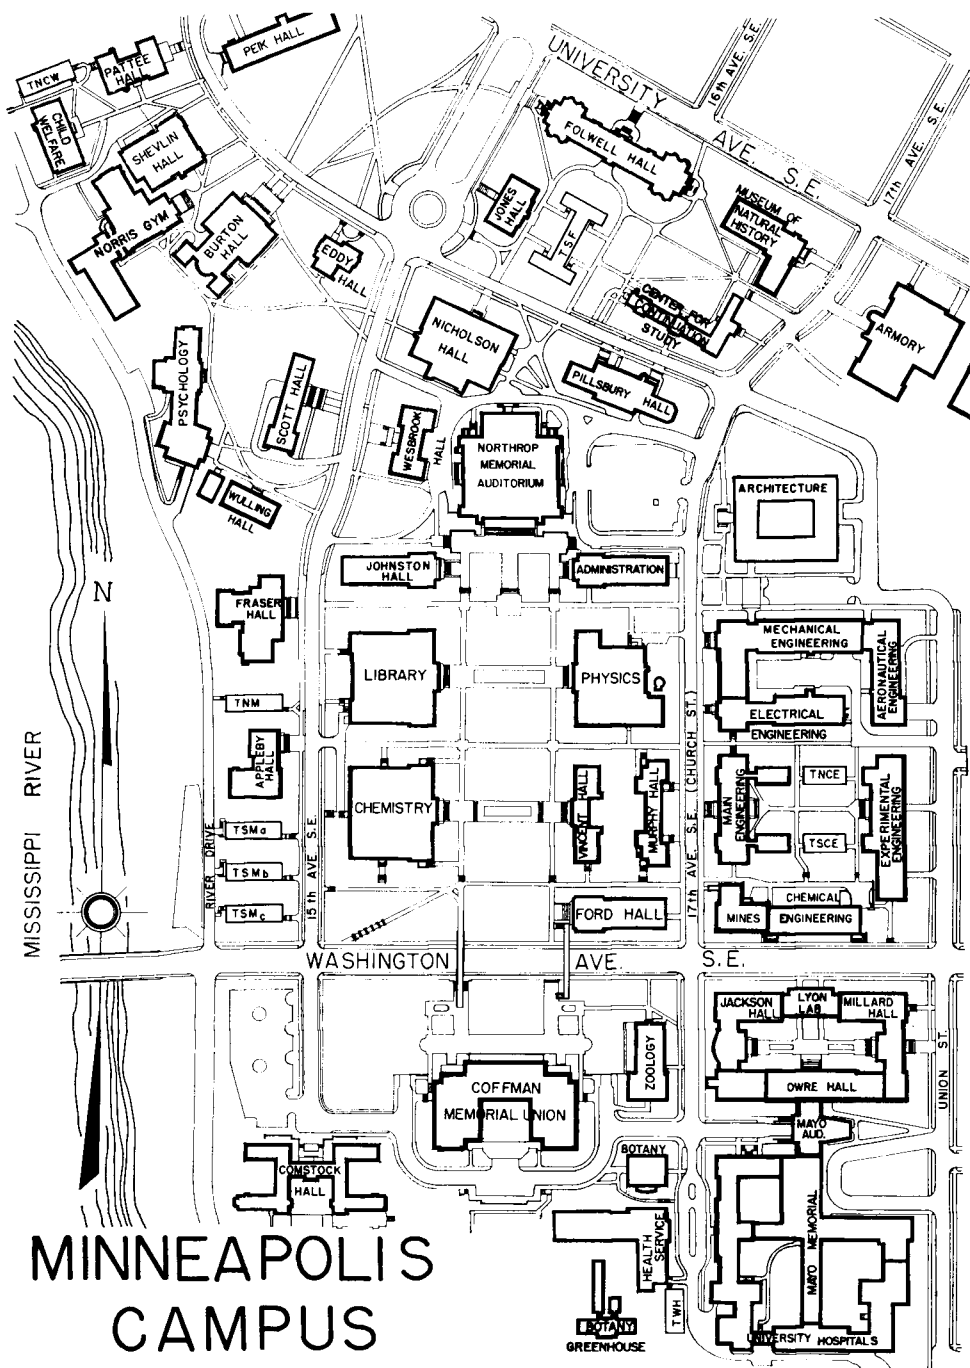 PEIK HALL
UNIVERSITY
AVE.
S.E.
16th AVE. S.E.
17th AVE. S.E.
TNCW
PATTEE
HALL
CHILD
WELFARE
SHEVLIN
HALL
FOLWELL HALL
JONES
HALL
T.S.F.
MUSEUM OF
NATURAL
HISTORY
NORRIS GYM
BURTON
HALL
EDDY
HALL
CENTER FOR
CONTINUATION
STUDY
NICHOLSON
HALL
ARMORY
PSYCHOLOGY
SCOTT HALL
PILLSBURY HALL
WESBROOK
HALL
NORTHROP
MEMORIAL
AUDITORIUM
WULLING
HALL
ARCHITECTURE
JOHNSTON
HALL
ADMINISTRATION
N
FRASER
HALL
MECHANICAL
ENGINEERING
AERONAUTICAL
ENGINEERING
LIBRARY
PHYSICS
TNM
ELECTRICAL
ENGINEERING
APPLEBY
HALL
CHEMISTRY
VINCENT HALL
MURPHY HALL
17th AVE. S.E. (CHURCH ST.)
MAIN
ENGINEERING
TNCE
EXPERIMENTAL
ENGINEERING
TSMa
TSCE
RIVER DRIVE
15th AVE. S.E.
TSMb
TSMc
MISSISSIPPI RIVER
FORD HALL
MINES
CHEMICAL
ENGINEERING
WASHINGTON AVE. S.E.
JACKSON
HALL
LYON
LAB
MILLARD
HALL
UNION ST.
ZOOLOGY
COFFMAN
MEMORIAL UNION
OWRE HALL
MAYO
AUD.
COMSTOCK
HALL
BOTANY
MAYO MEMORIAL
HEALTH
SERVICE
TWH
BOTANY
GREENHOUSE
UNIVERSITY HOSPITALS
MINNEAPOLIS
CAMPUS